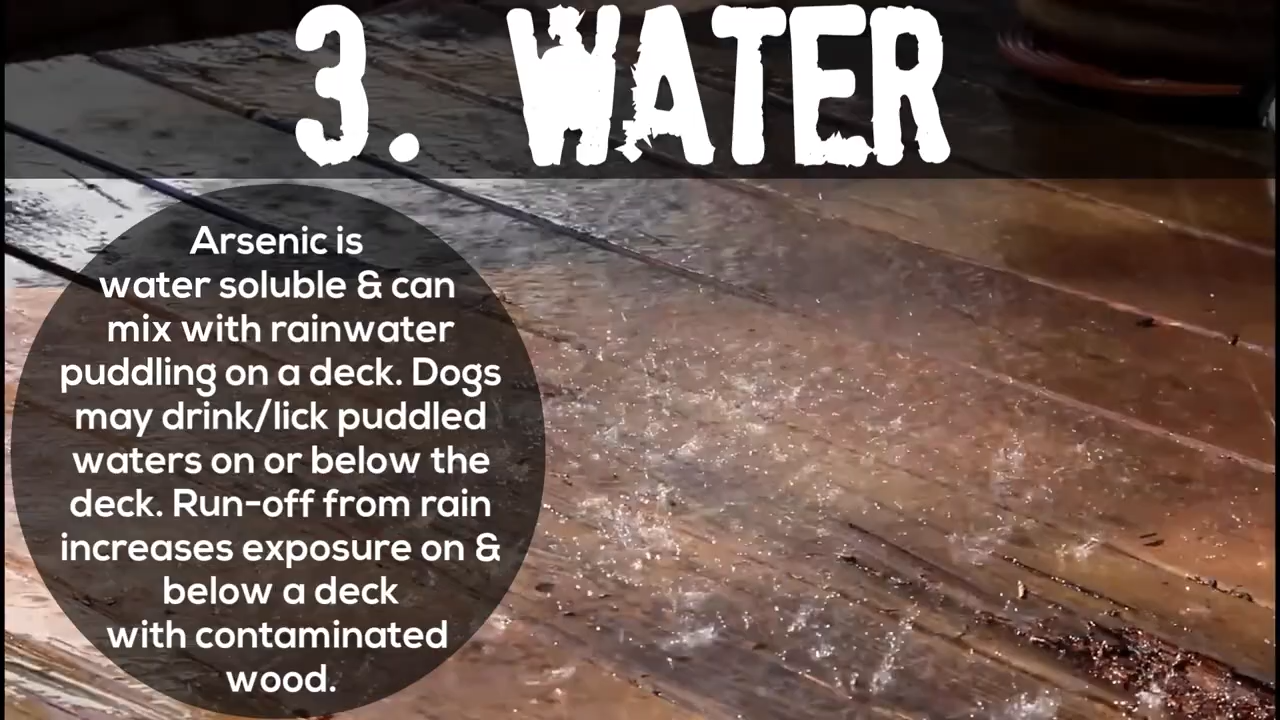 3. WATER
Arsenic is
water soluble & can
mix with rainwater
puddling on a deck. Dogs
may drink/lick puddled
waters on or below the
deck. Run-off from rain
increases exposure on &
below a deck
with contaminated
wood.